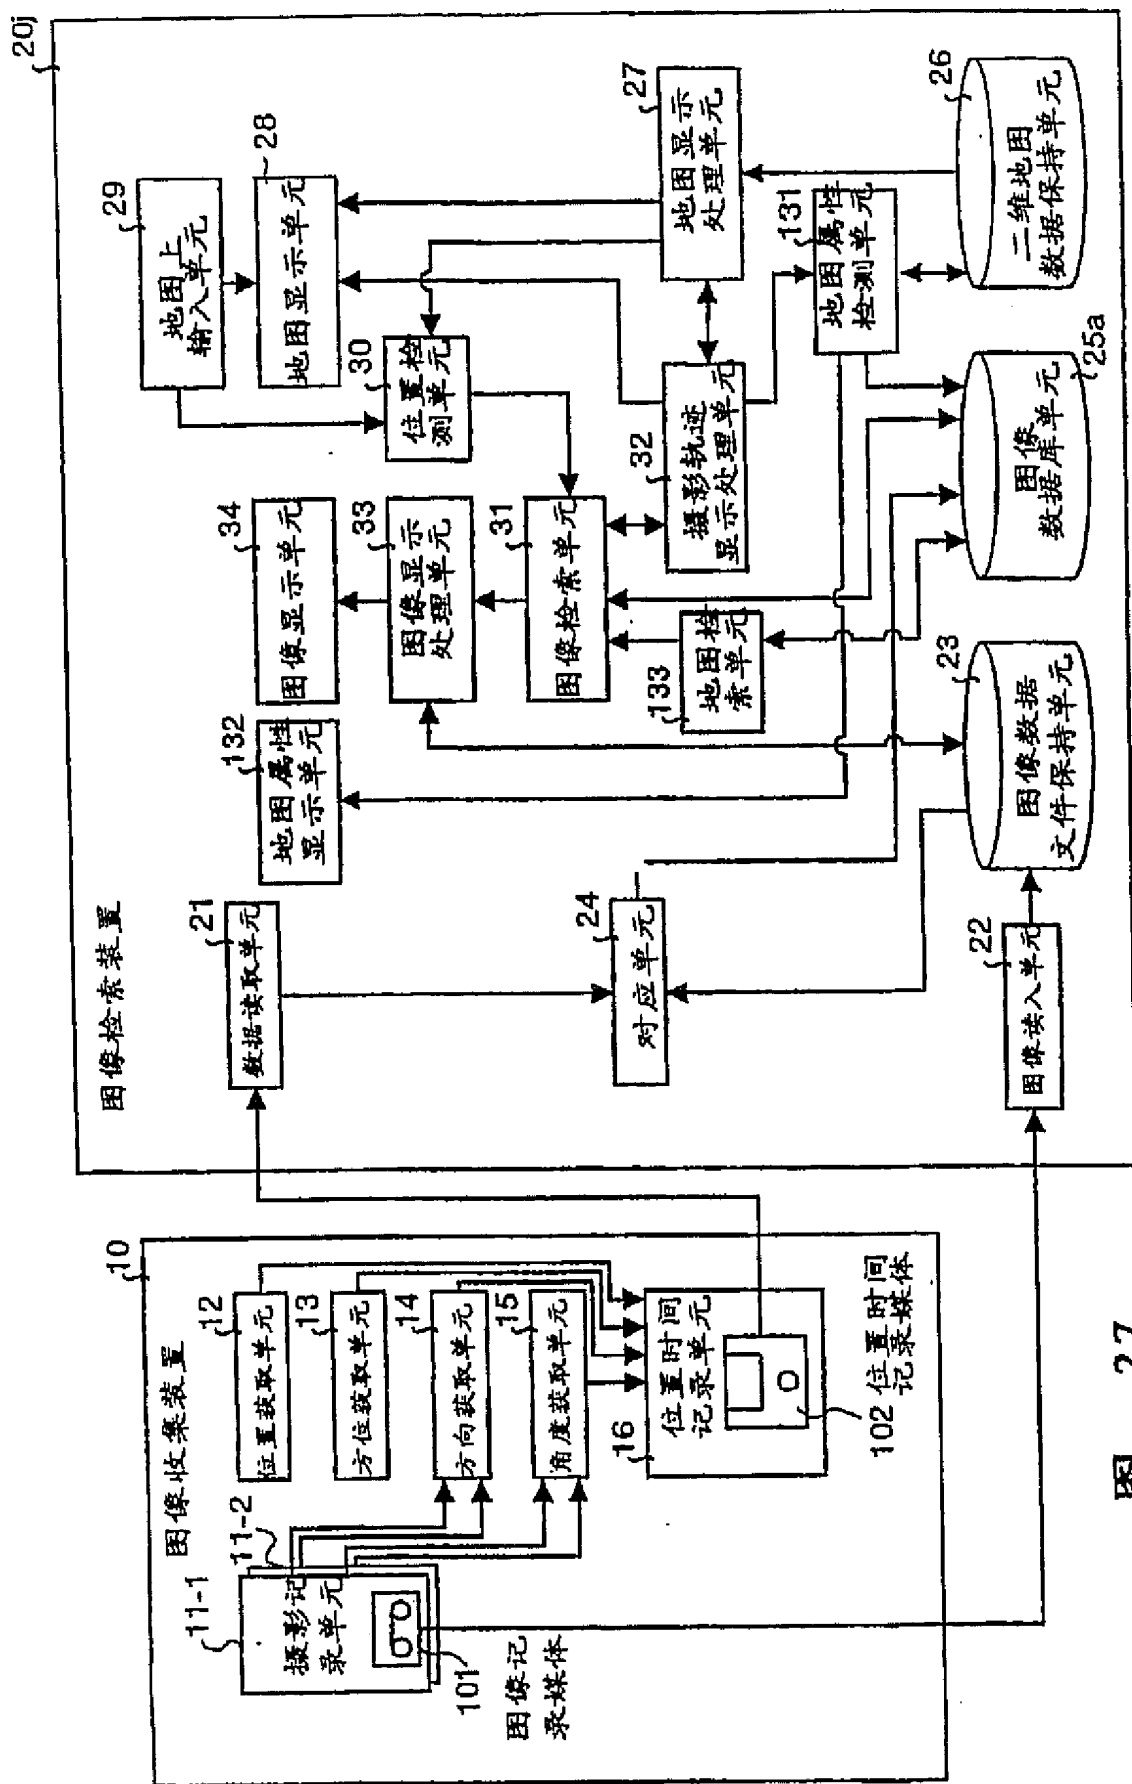 图像收集装置
10
11-1
11-2
摄影记
录单元
101
图像记
录媒体
位置获取单元
12
方位获取单元
13
方向获取单元
14
角度获取单元
15
16
位置时间
记录单元
102
位置时间
记录媒体
图像检索装置
20j
数据读取单元
21
对应单元
24
图像读入单元
22
132
地图属性
显示单元
图像显示单元
34
地图显示单元
28
地图上
输入单元
29
图像显示
处理单元
33
位置检
测单元
30
图像检索单元
31
133
地图检
索单元
摄影轨迹
显示处理单元
32
地图显示
处理单元
27
地图属性
检测单元
131
图像数据
文件保持单元
23
图像
数据库单元
25a
二维地图
数据保持单元
26
图 27